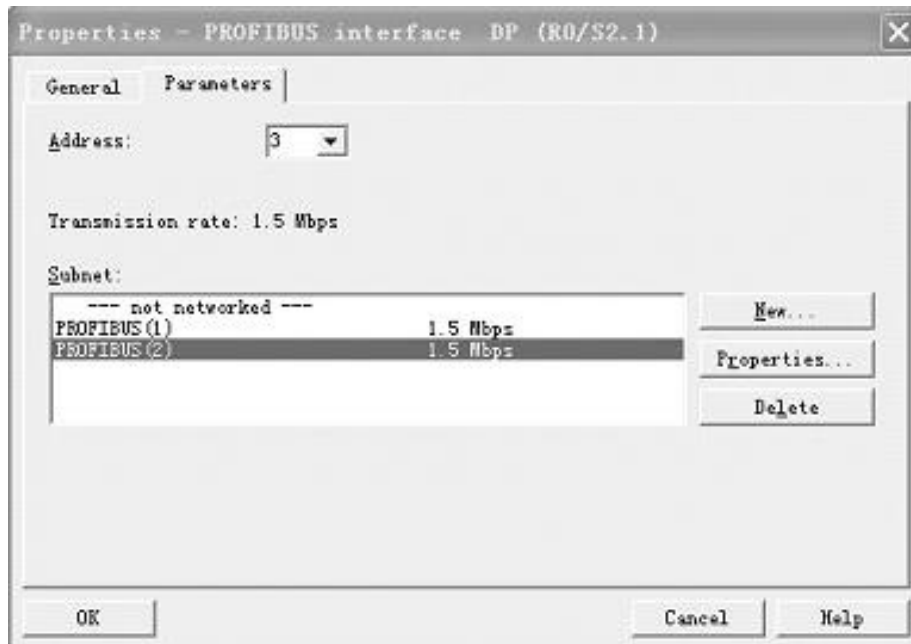 Properties - PROFIBUS interface DP (R0/S2.1)
General Parameters
Address: 3
Transmission rate: 1.5 Mbps
Subnet:
--- not networked ---
PROFIBUS(1) 1.5 Mbps
PROFIBUS(2) 1.5 Mbps
New...
Properties...
Delete
OK Cancel Help